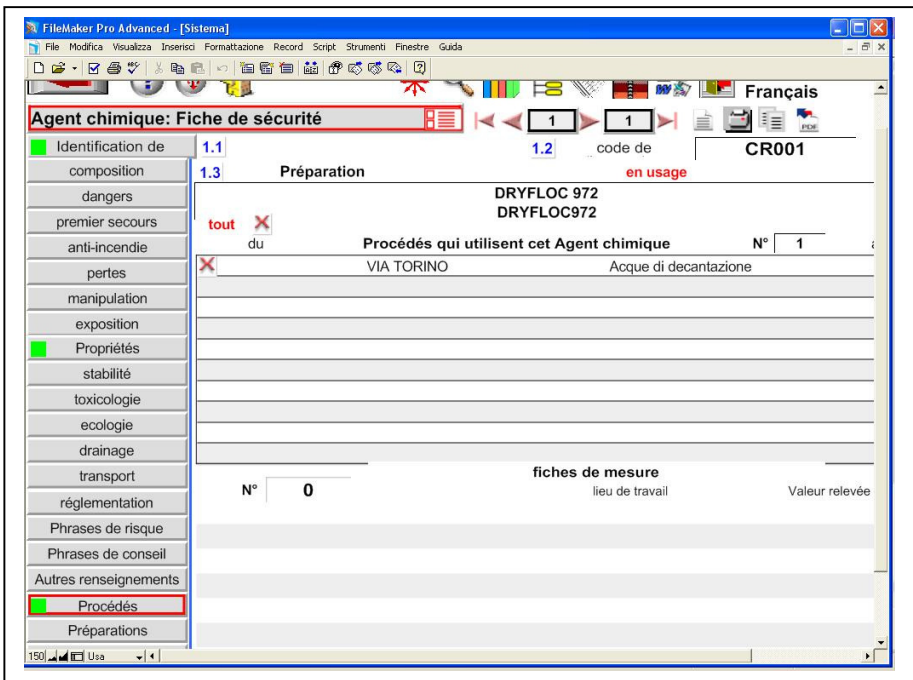 FileMaker Pro Advanced - [Sistema]
File Modifica Visualizza Inserisci Formattazione Record Script Strumenti Finestre Guida
Français
Agent chimique: Fiche de sécurité
1 1
PDF
Identification de 1.1 1.2 code de CR001
composition 1.3 Préparation en usage
dangers DRYFLOC 972
DRYFLOC972
premier secours tout
anti-incendie du Procédés qui utilisent cet Agent chimique N° 1
pertes VIA TORINO Acque di decantazione
manipulation
exposition
Propriétés
stabilité
toxicologie
ecologie
drainage
transport fiches de mesure
N° 0 lieu de travail Valeur relevée
réglementation
Phrases de risque
Phrases de conseil
Autres renseignements
Procédés
Préparations
150 Usa